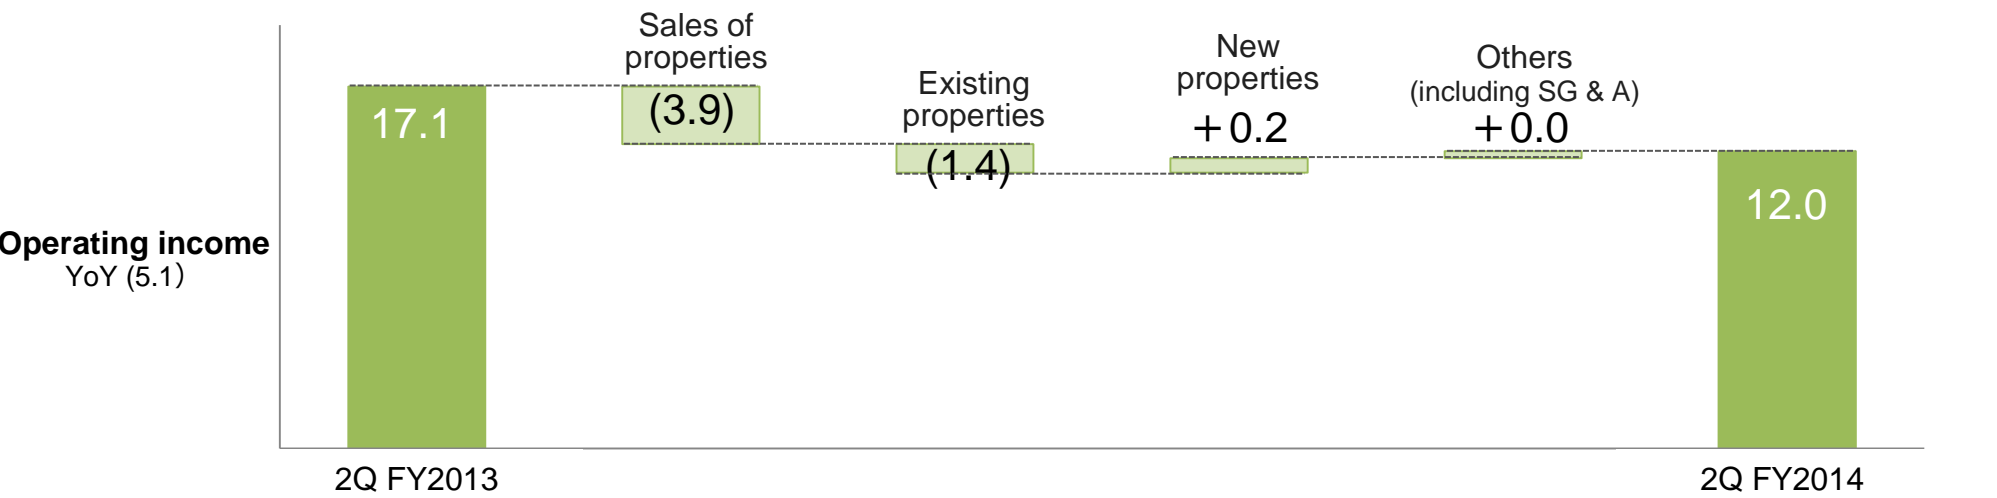 Sales of
properties
(3.9)
Existing
properties
(1.4)
New
properties
+0.2
Others
(including SG & A)
+0.0
17.1
12.0
Operating income
YoY (5.1)
2Q FY2013
2Q FY2014